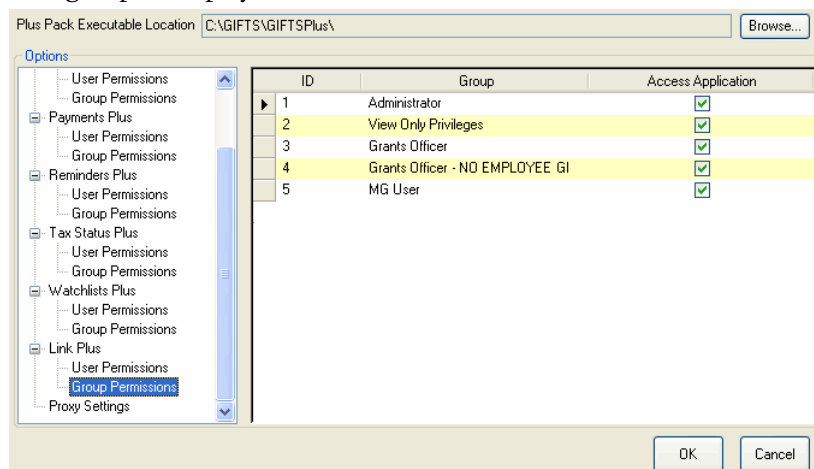 Plus Pack Executable Location C:\GIFTS\GIFTSPlus\ Browse...
Options
User Permissions
Group Permissions
Payments Plus
User Permissions
Group Permissions
Reminders Plus
User Permissions
Group Permissions
Tax Status Plus
User Permissions
Group Permissions
Watchlists Plus
User Permissions
Group Permissions
Link Plus
User Permissions
Group Permissions
Proxy Settings
ID Group Access Application
1 Administrator
2 View Only Privileges
3 Grants Officer
4 Grants Officer - NO EMPLOYEE GI
5 MG User
OK Cancel